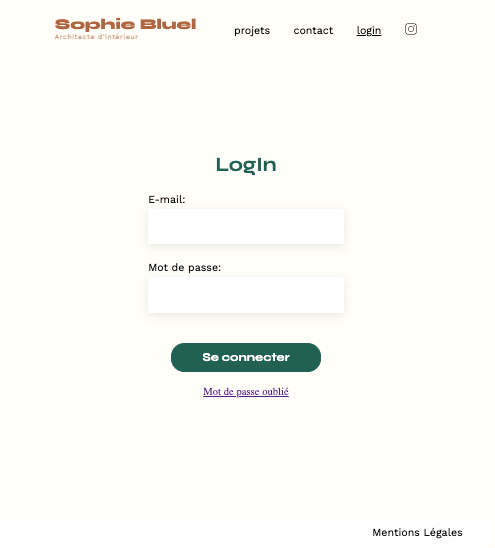 Sophie Bluel
Architecte d'intérieur
projets
contact
login
LogIn
E-mail:
Mot de passe:
Se connecter
Mot de passe oublié
Mentions Légales